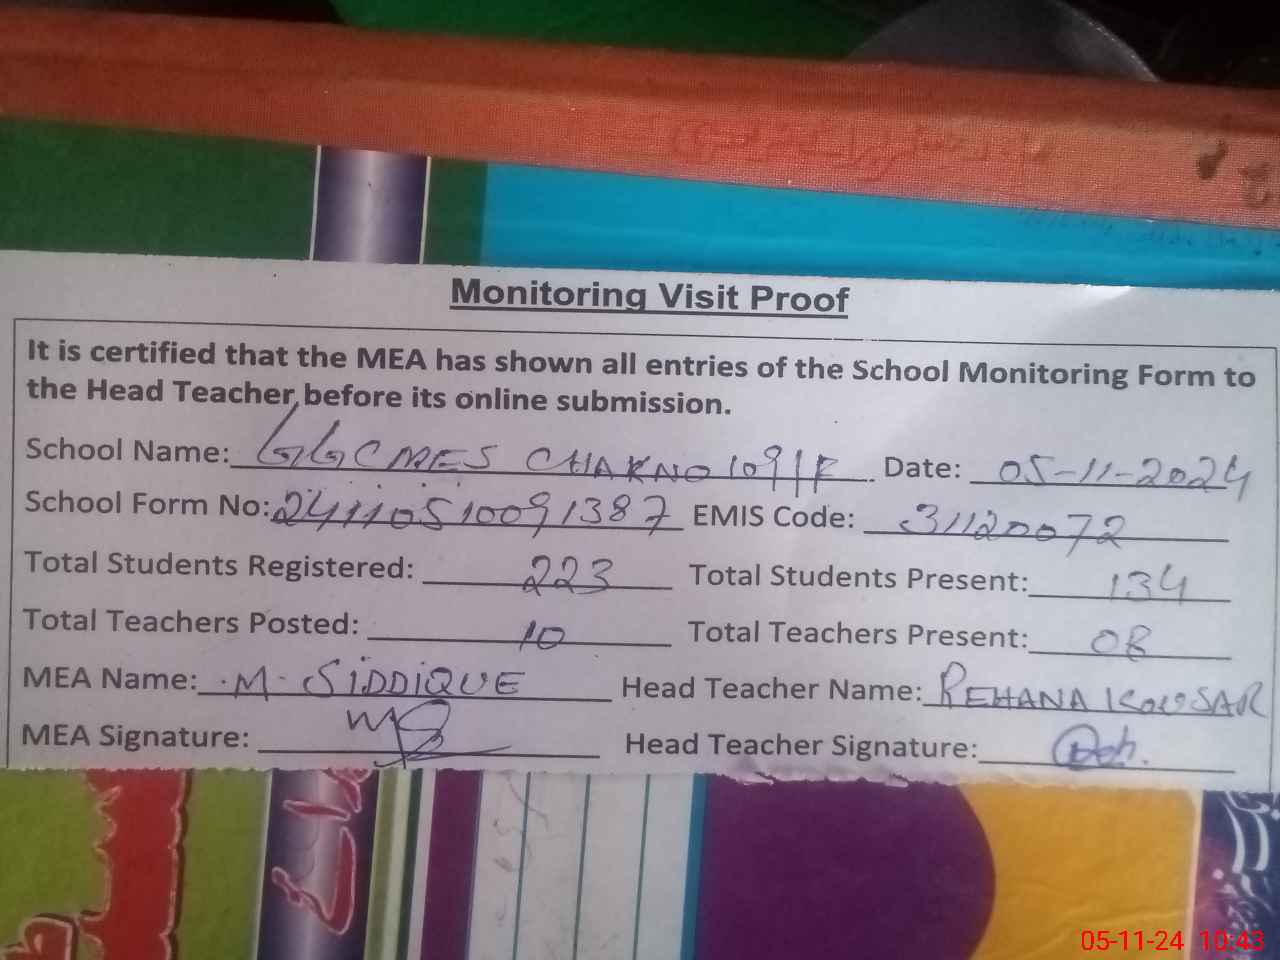 Monitoring Visit Proof
It is certified that the MEA has shown all entries of the School Monitoring Form to
the Head Teacher before its online submission.
School Name: GGCMES CHAKNO 109/F Date: 05-11-2024
School Form No: 241110510091387 EMIS Code: 31120072
Total Students Registered: 223 Total Students Present: 134
Total Teachers Posted: 10 Total Teachers Present: 08
MEA Name: M. SIDDIQUE Head Teacher Name: REHANA KOUSAR
MEA Signature: Head Teacher Signature:
05-11-24 10:43